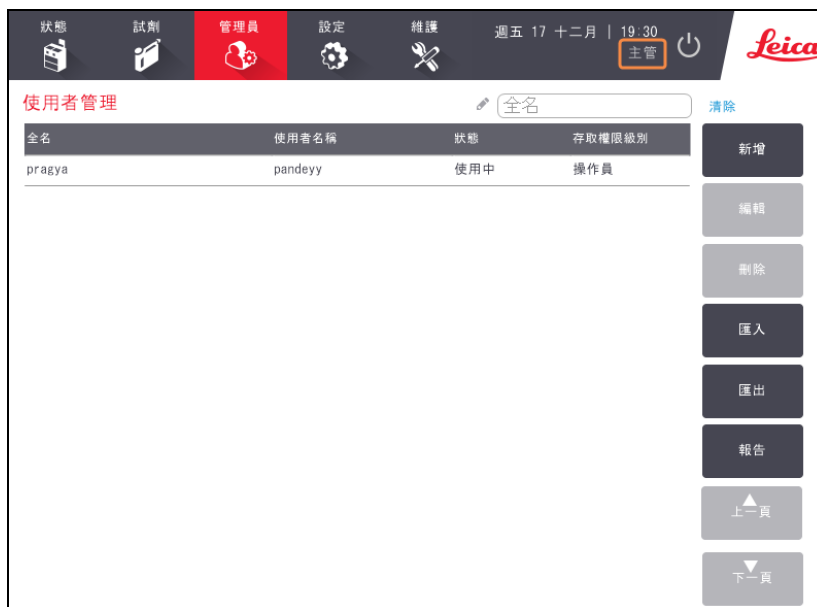 狀態 試劑 管理員 設定 維護 週五 17 十二月 | 19:30
主管
Leica
使用者管理 全名 清除
全名 使用者名稱 狀態 存取權限級別
pragya pandeyy 使用中 操作員
新增
編輯
刪除
匯入
匯出
報告
上一頁
下一頁